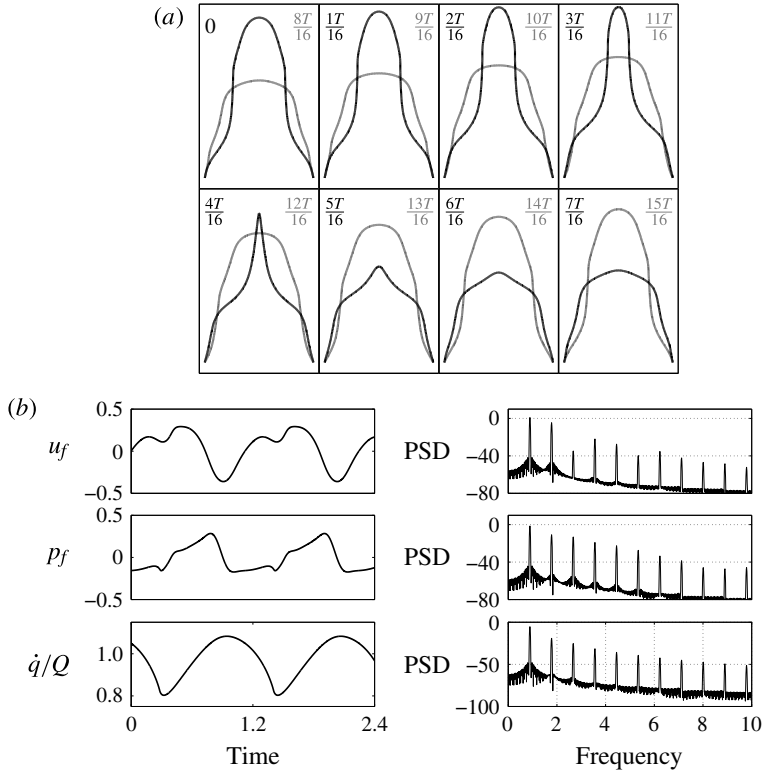 (a)
0 8T/16 1T/16 9T/16 2T/16 10T/16 3T/16 11T/16
4T/16 12T/16 5T/16 13T/16 6T/16 14T/16 7T/16 15T/16
(b)
0.5
u_f 0
−0.5
PSD 0
−40
−80
0.5
p_f 0
−0.5
PSD 0
−40
−80
q̇/Q 1.0
0.8
PSD 0
−50
−100
0 1.2 2.4
0 2 4 6 8 10
Time
Frequency